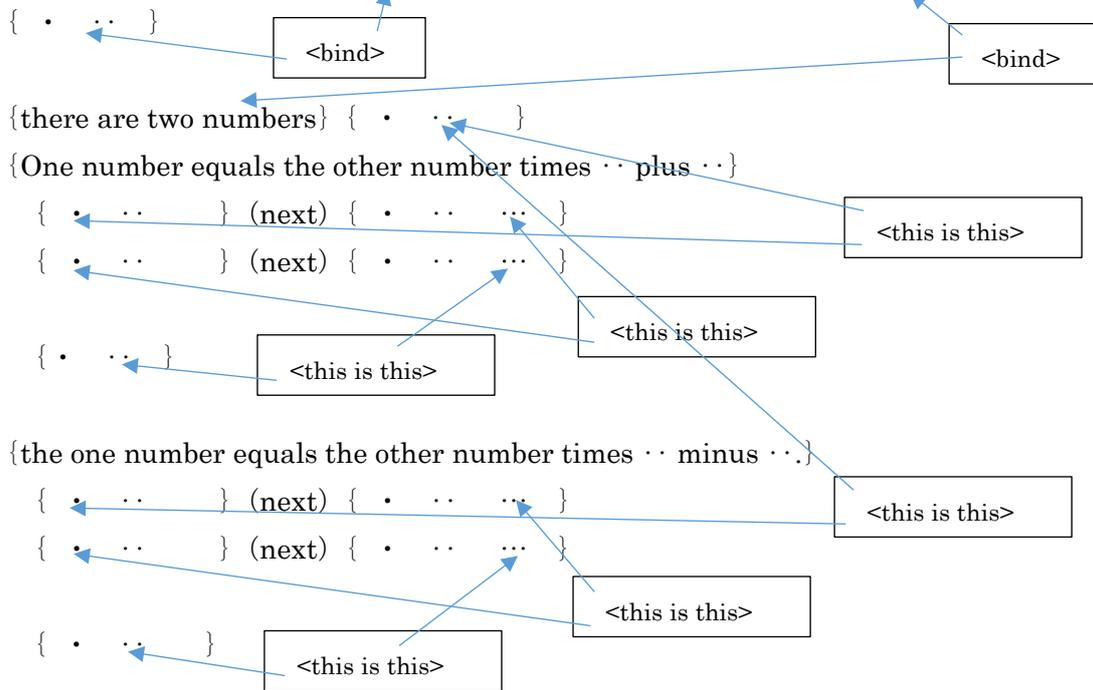 { · ·· }
<bind>
<bind>
{there are two numbers} { · ·· }
{One number equals the other number times ·· plus ··}
{ · ·· } (next) { · ·· ··· }
<this is this>
{ · ·· } (next) { · ·· ··· }
<this is this>
{ · ·· }
<this is this>
{the one number equals the other number times ·· minus ··.}
{ · ·· } (next) { · ·· ··· }
<this is this>
{ · ·· } (next) { · ·· ··· }
<this is this>
{ · ·· }
<this is this>